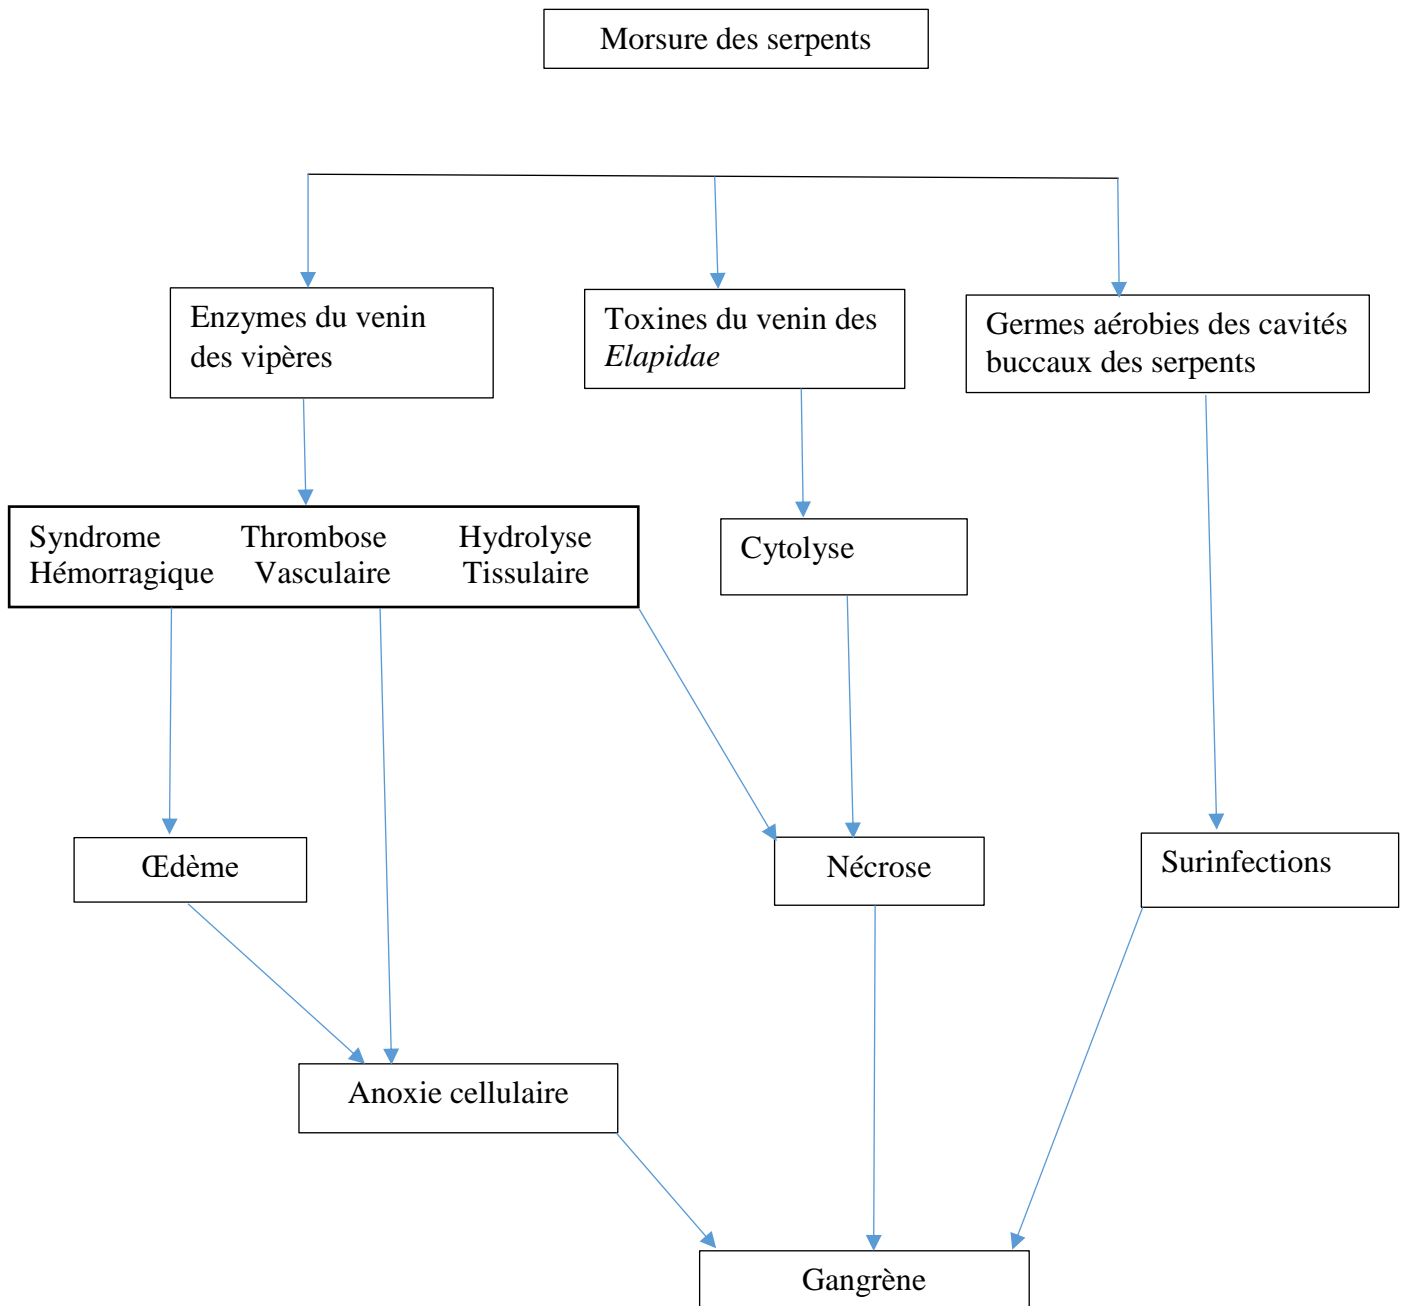 Morsure des serpents
Enzymes du venin
des vipères
Toxines du venin des
Elapidae
Germes aérobies des cavités
buccaux des serpents
Syndrome Thrombose Hydrolyse
Hémorragique Vasculaire Tissulaire
Cytolyse
Œdème
Nécrose
Surinfections
Anoxie cellulaire
Gangrène